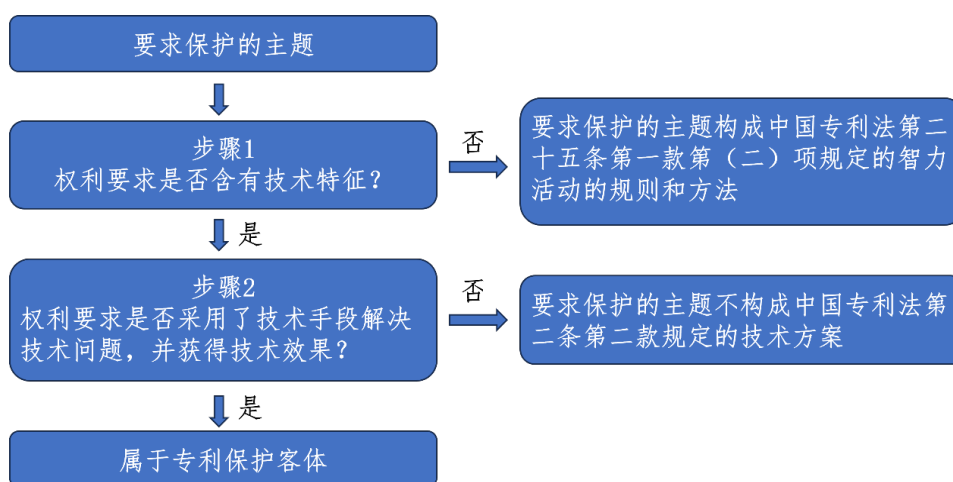 要求保护的主题
步骤1
权利要求是否含有技术特征？
否
要求保护的主题构成中国专利法第二
十五条第一款第（二）项规定的智力
活动的规则和方法
是
步骤2
权利要求是否采用了技术手段解决
技术问题，并获得技术效果？
否
要求保护的主题不构成中国专利法第
二条第二款规定的技术方案
是
属于专利保护客体